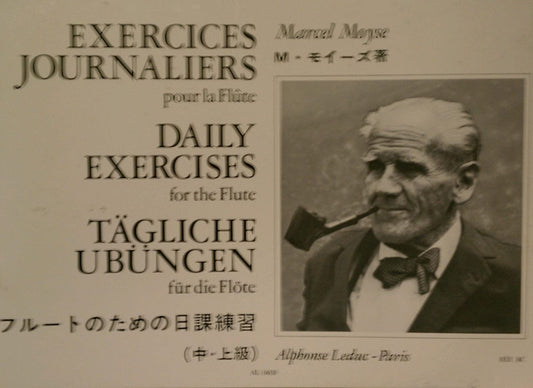 EXERCICES
JOURNALIERS
pour la Flûte
DAILY
EXERCISES
for the Flute
TÄGLICHE
UBÜNGEN
für die Flöte
フルートのための日課練習
(中-上級)
Marcel Moyse
M・モイーズ著
Alphonse Leduc - Paris